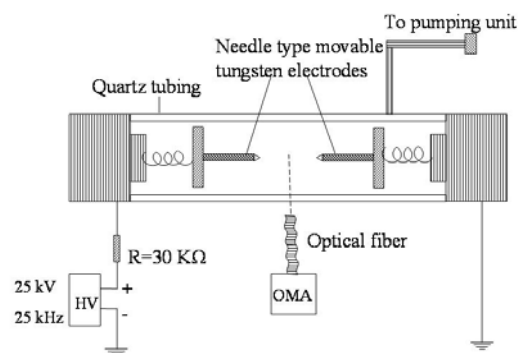 To pumping unit
Needle type movable
tungsten electrodes
Quartz tubing
Optical fiber
R=30 KΩ
OMA
25 kV
HV
+
25 kHz
-